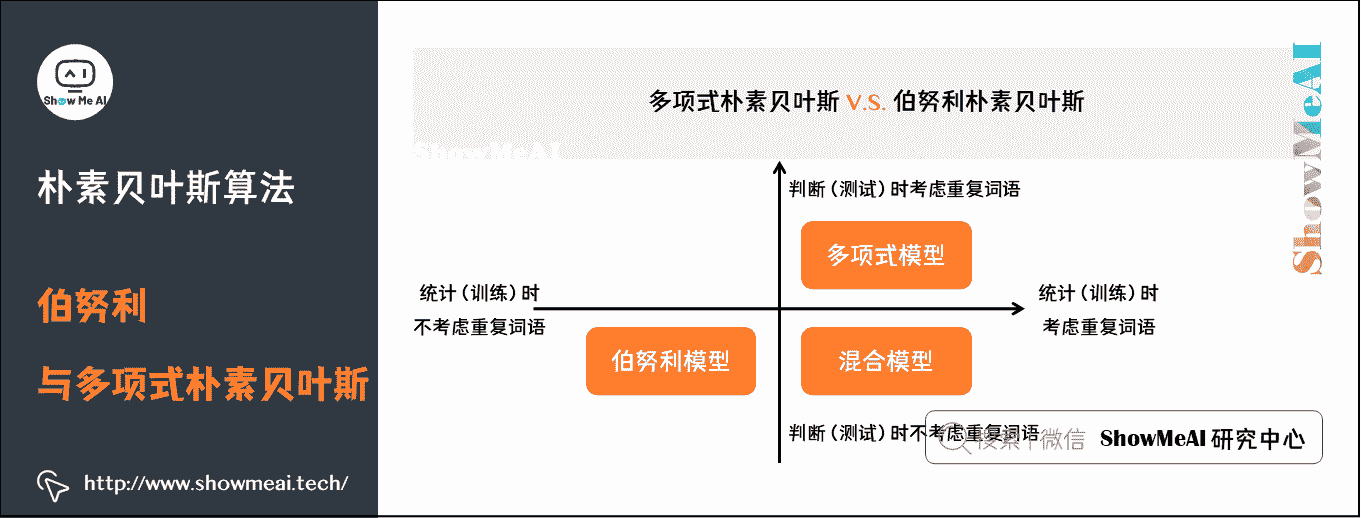 Show Me AI
朴素贝叶斯算法
伯努利
与多项式朴素贝叶斯
http://www.showmeai.tech/
多项式朴素贝叶斯 V.S. 伯努利朴素贝叶斯
ShowMeAI
ShowMeAI
判断(测试)时考虑重复词语
多项式模型
统计(训练)时
不考虑重复词语
统计(训练)时
考虑重复词语
伯努利模型
混合模型
判断(测试)时不考虑重复词语
搜索 | 微信 ShowMeAI 研究中心